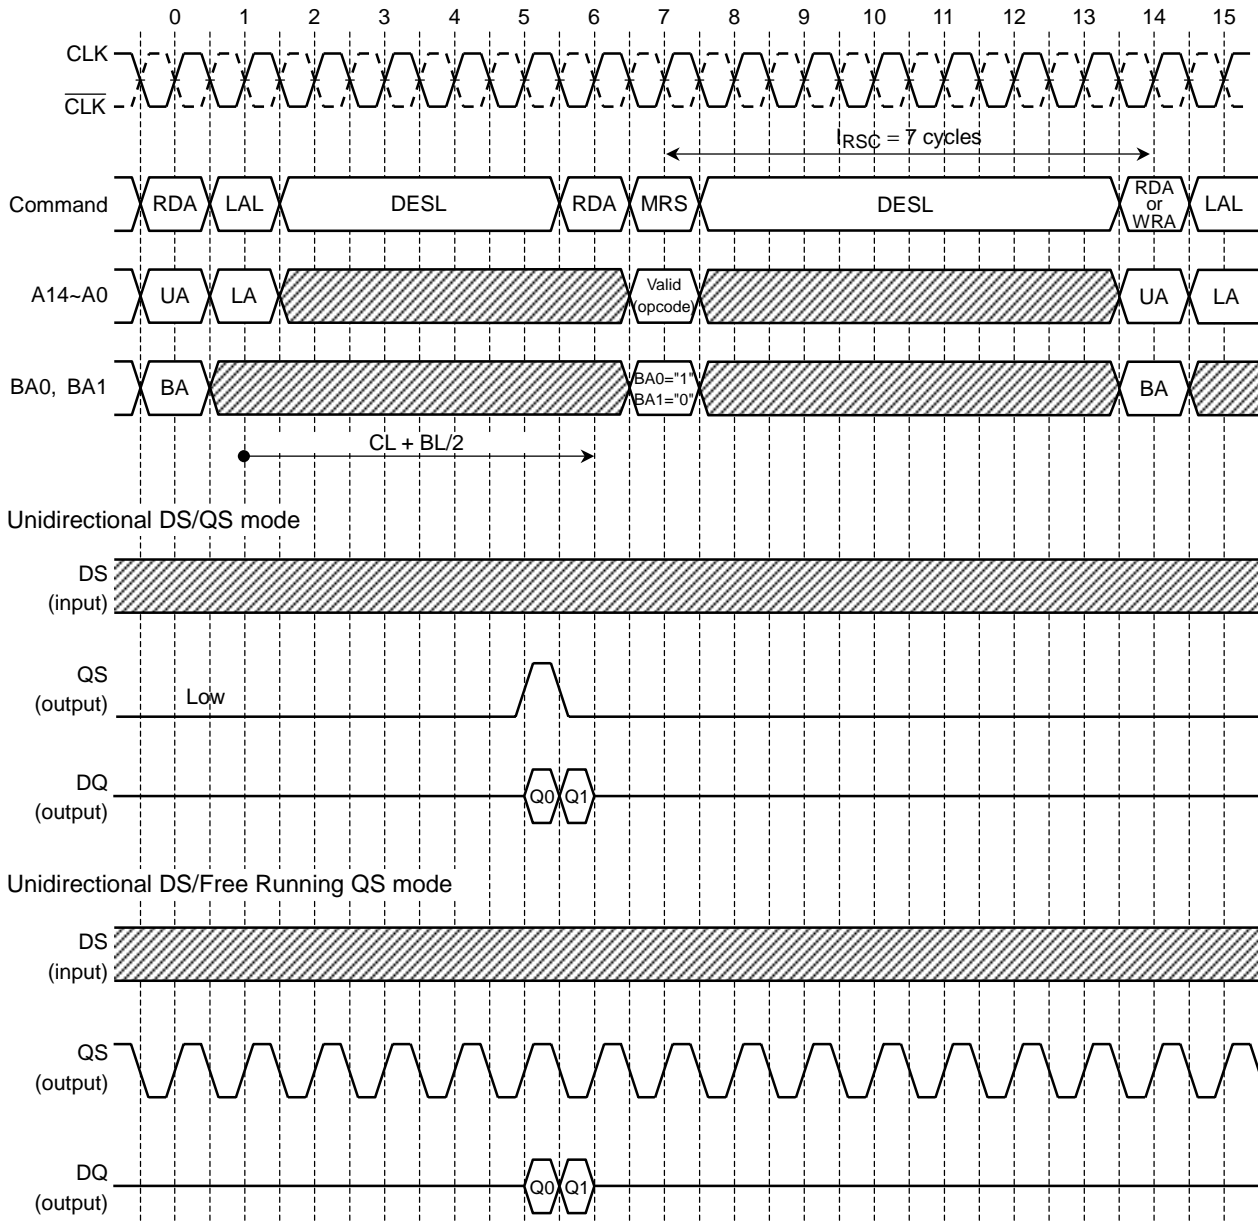 0 1 2 3 4 5 6 7 8 9 10 11 12 13 14 15
CLK
CLK
IRSC = 7 cycles
Command RDA LAL DESL RDA MRS DESL RDA or WRA LAL
A14~A0 UA LA Valid (opcode) UA LA
BA0, BA1 BA BA0="1" BA1="0" BA
CL + BL/2
Unidirectional DS/QS mode
DS
(input)
QS
(output)
Low
DQ
(output)
Q0 Q1
Unidirectional DS/Free Running QS mode
DS
(input)
QS
(output)
DQ
(output)
Q0 Q1